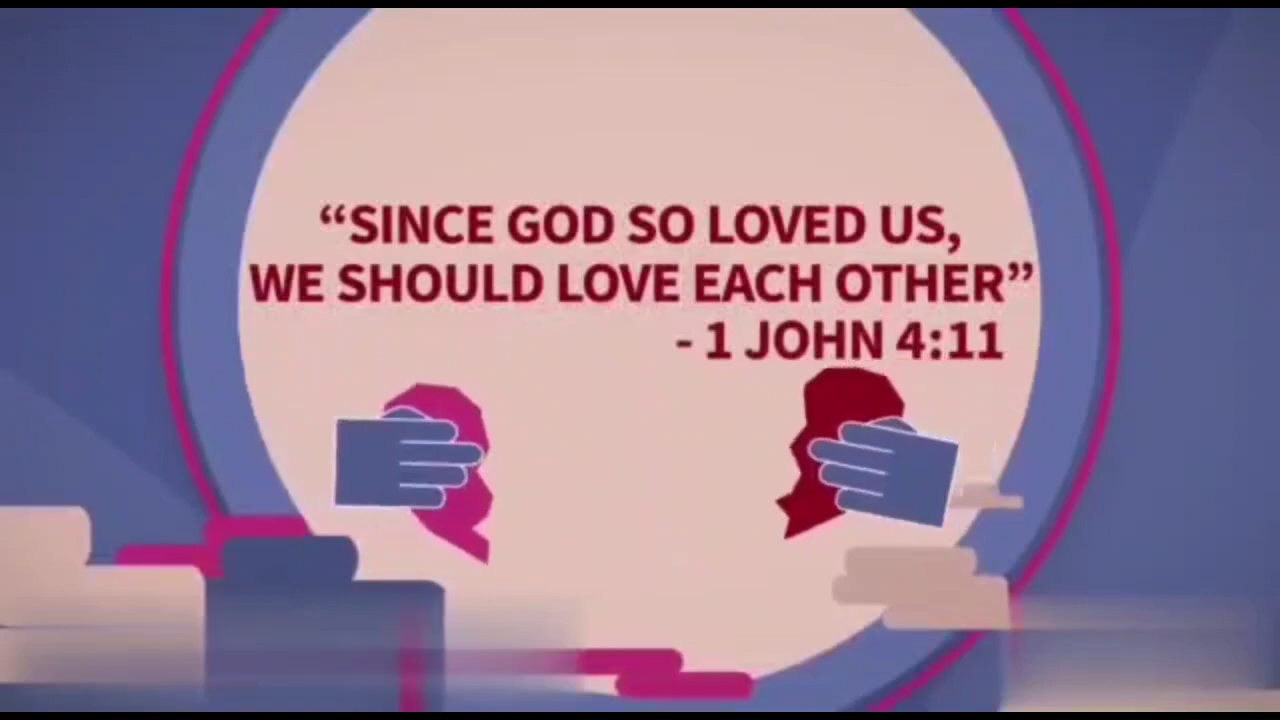 “SINCE GOD SO LOVED US,
WE SHOULD LOVE EACH OTHER”
- 1 JOHN 4:11